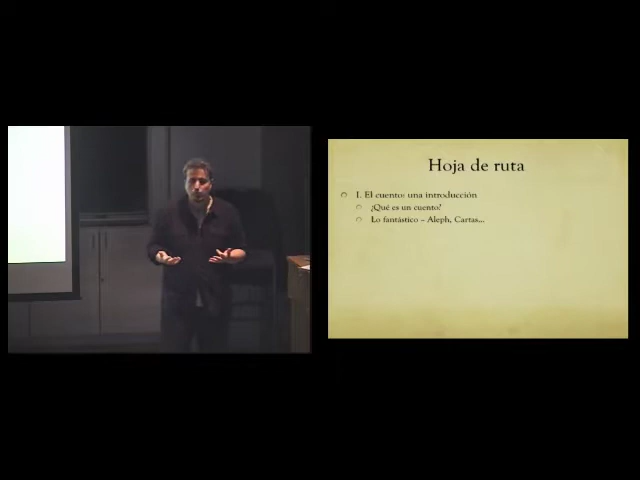 Hoja de ruta
I. El cuento: una introducción
¿Qué es un cuento?
Lo fantástico – Aleph, Cartas...